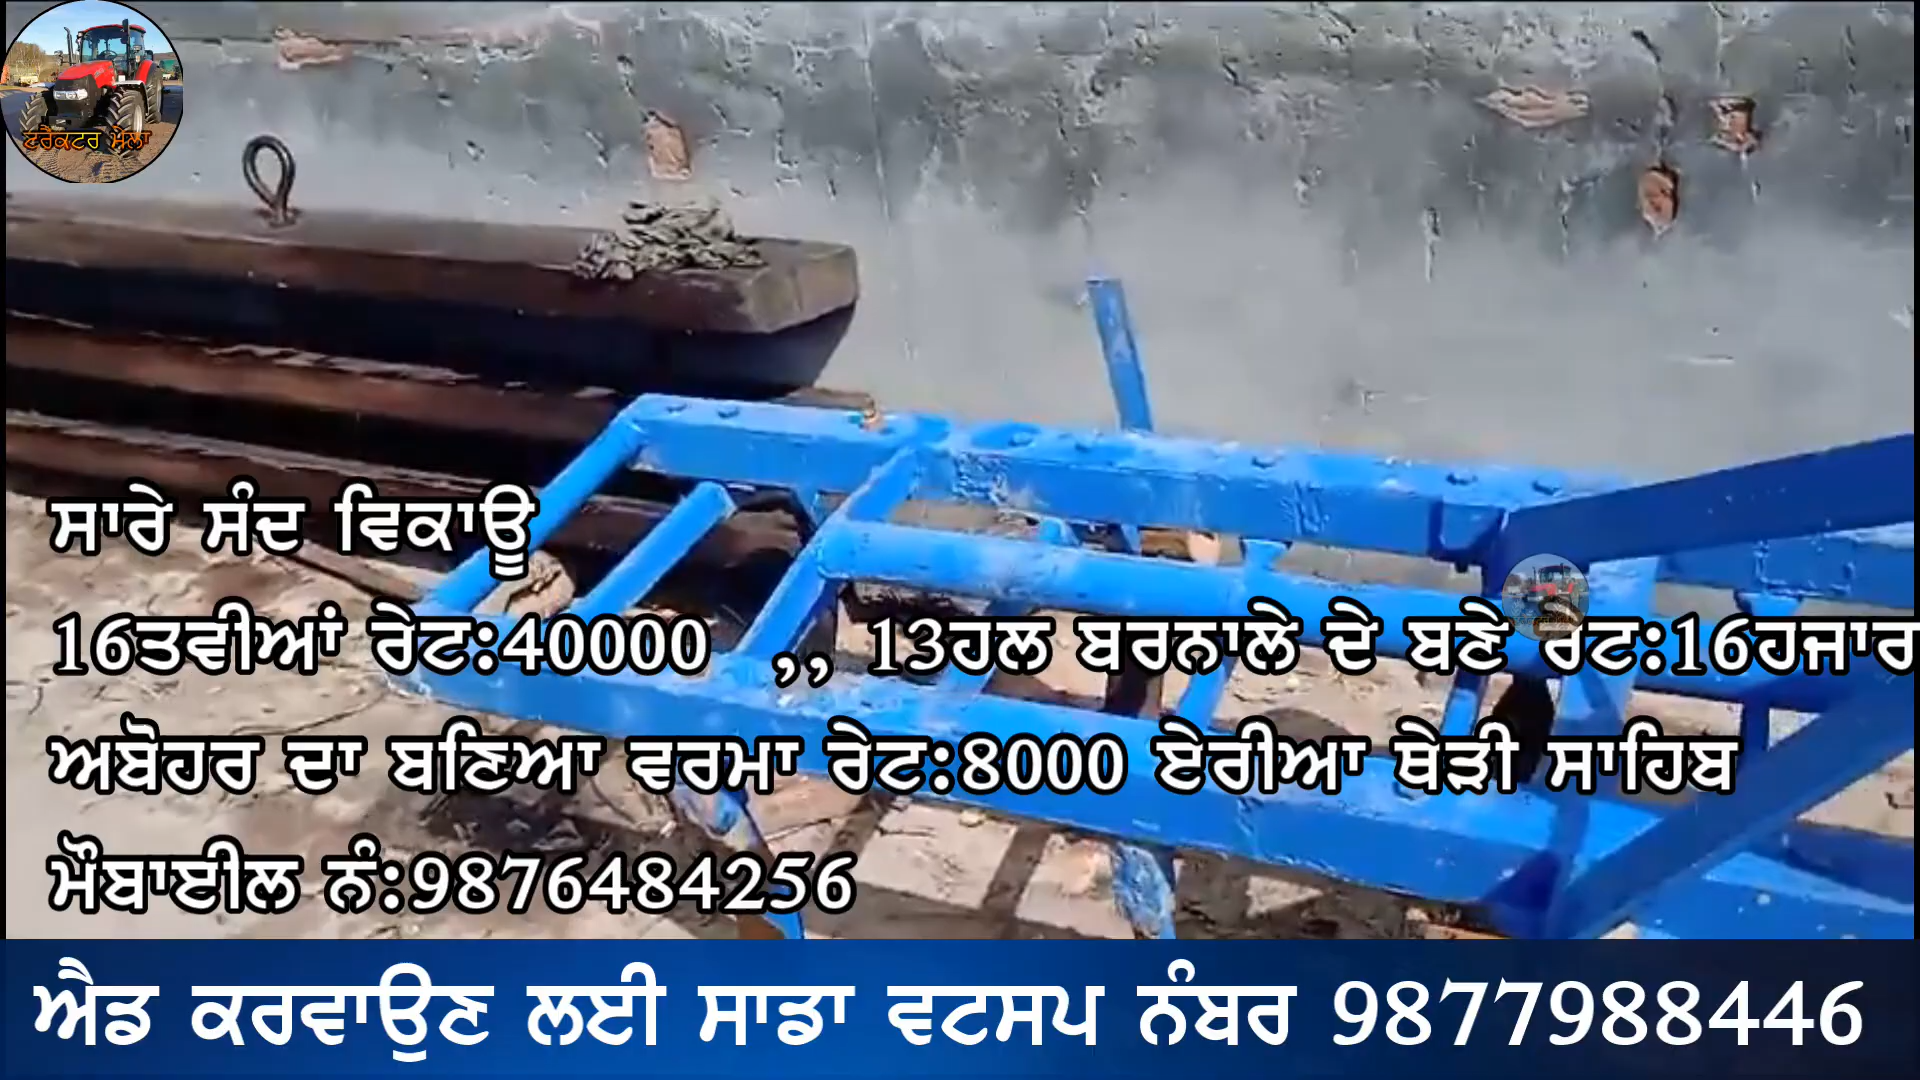 ਟਰੈਕਟਰ ਮੇਲਾ
ਸਾਰੇ ਸੰਦ ਵਿਕਾਊ
16ਤਵੀਆਂ ਰੇਟ:40000 ,, 13ਹਲ ਬਰਨਾਲੇ ਦੇ ਬਣੇ ਰੇਟ:16ਹਜਾਰ
ਅਬੋਹਰ ਦਾ ਬਣਿਆ ਵਰਮਾ ਰੇਟ:8000 ਏਰੀਆ ਥੇੜੀ ਸਾਹਿਬ
ਮੌਬਾਈਲ ਨੰ:9876484256
ਐਡ ਕਰਵਾਉਣ ਲਈ ਸਾਡਾ ਵਟਸਪ ਨੰਬਰ 9877988446